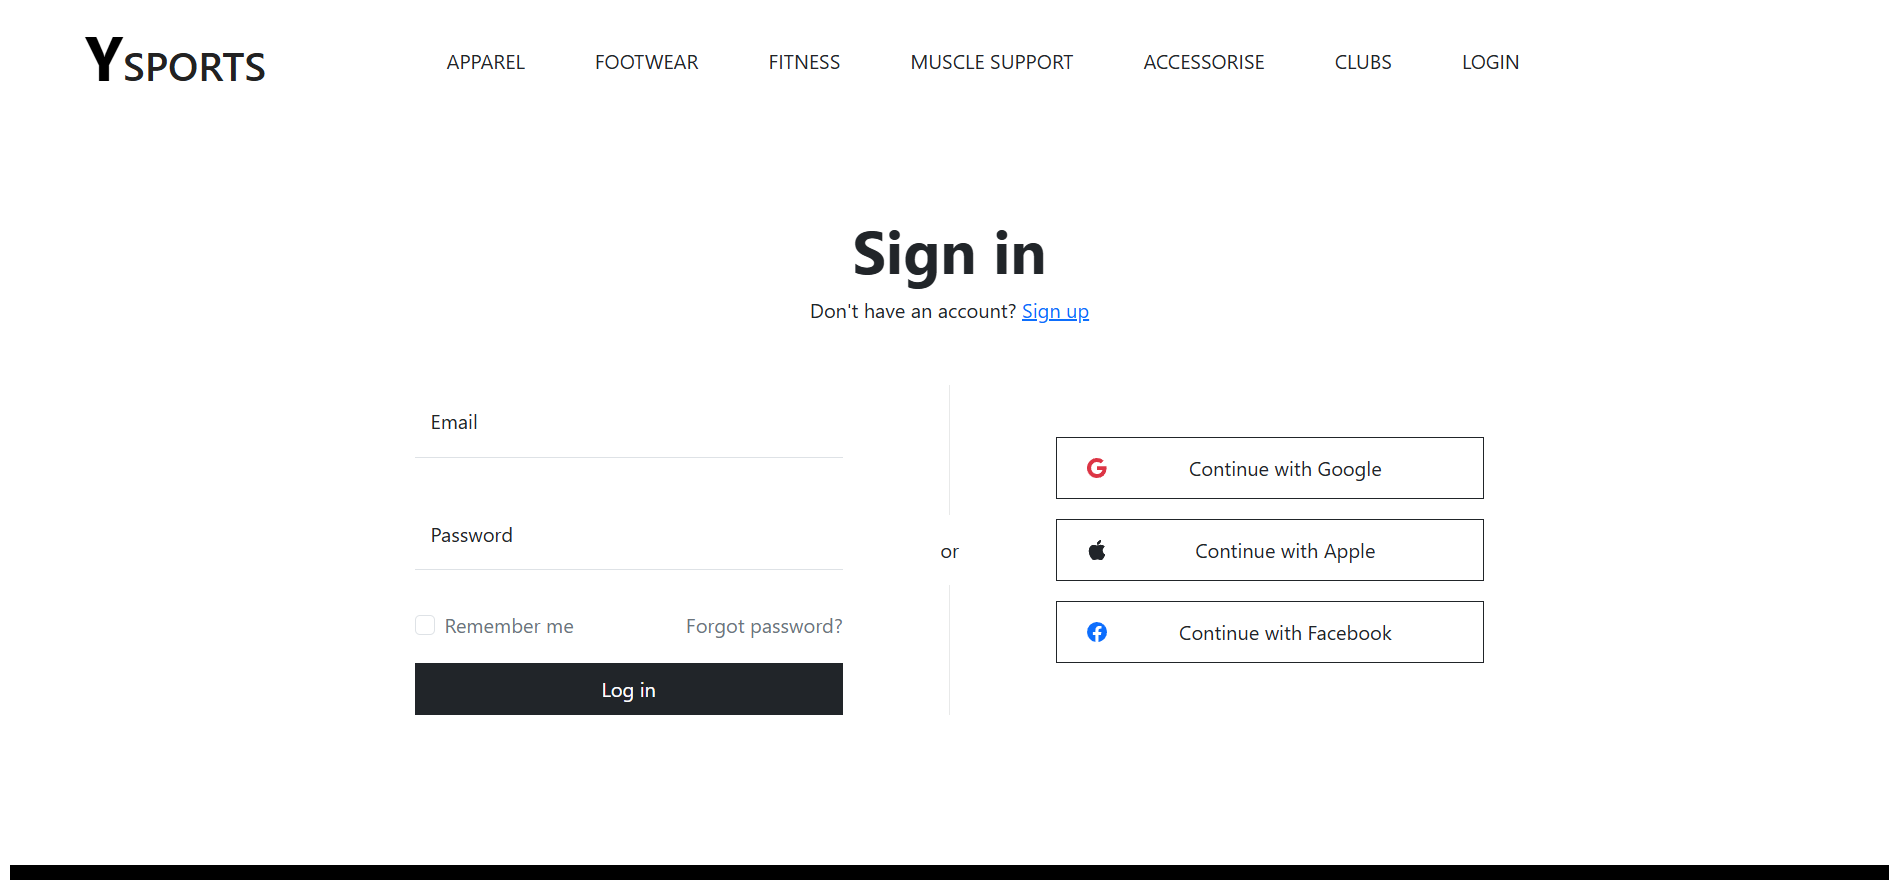 YSPORTS
APPAREL FOOTWEAR FITNESS MUSCLE SUPPORT ACCESSORISE CLUBS LOGIN
Sign in
Don't have an account? Sign up
Email
Password
Remember me Forgot password?
Log in
or
Continue with Google
Continue with Apple
Continue with Facebook